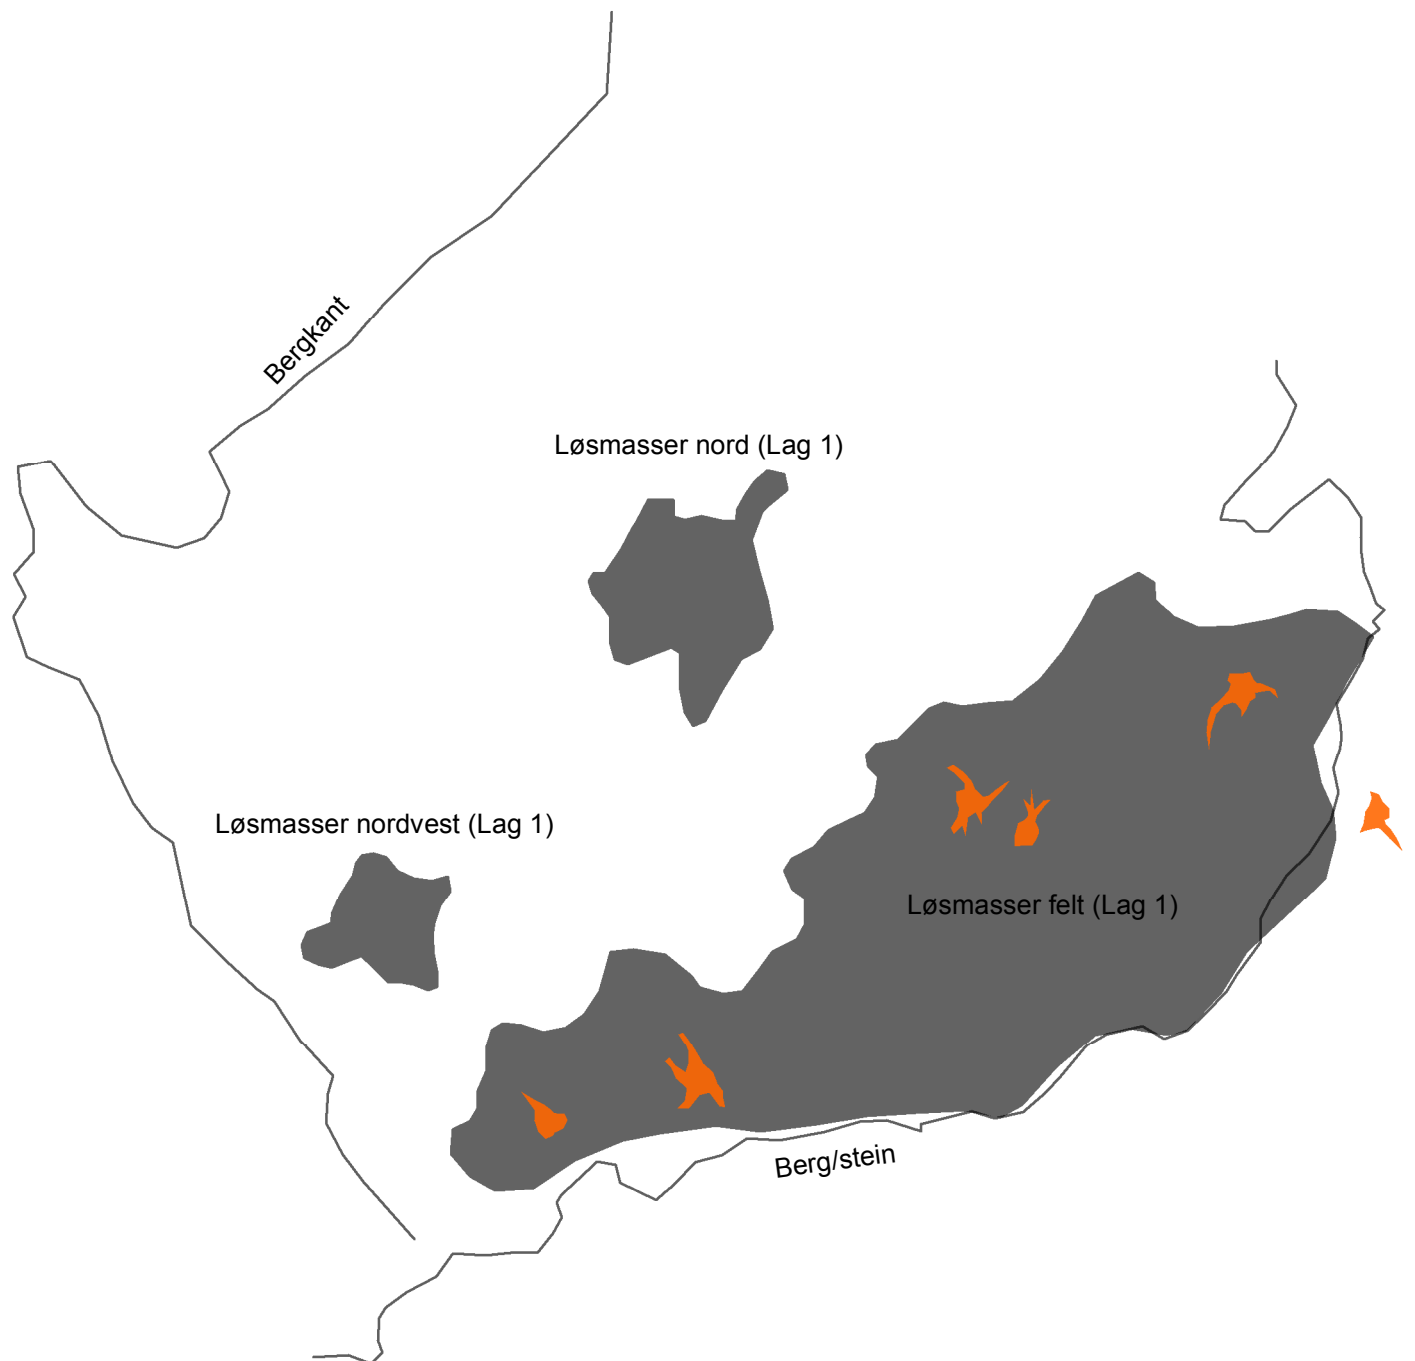 Bergkant
Løsmasser nord (Lag 1)
Løsmasser nordvest (Lag 1)
Løsmasser felt (Lag 1)
Berg/stein